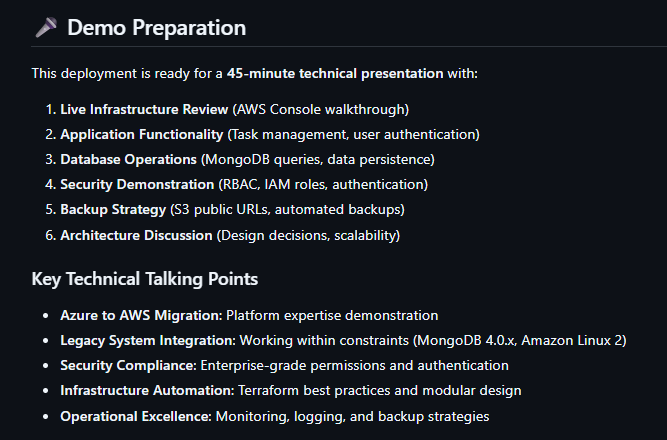 🎤 Demo Preparation
This deployment is ready for a 45-minute technical presentation with:
1. Live Infrastructure Review (AWS Console walkthrough)
2. Application Functionality (Task management, user authentication)
3. Database Operations (MongoDB queries, data persistence)
4. Security Demonstration (RBAC, IAM roles, authentication)
5. Backup Strategy (S3 public URLs, automated backups)
6. Architecture Discussion (Design decisions, scalability)
Key Technical Talking Points
• Azure to AWS Migration: Platform expertise demonstration
• Legacy System Integration: Working within constraints (MongoDB 4.0.x, Amazon Linux 2)
• Security Compliance: Enterprise-grade permissions and authentication
• Infrastructure Automation: Terraform best practices and modular design
• Operational Excellence: Monitoring, logging, and backup strategies